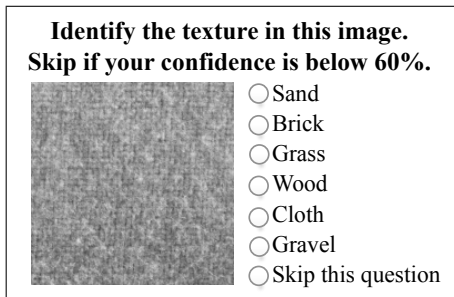 Identify the texture in this image.
Skip if your confidence is below 60%.
Sand
Brick
Grass
Wood
Cloth
Gravel
Skip this question